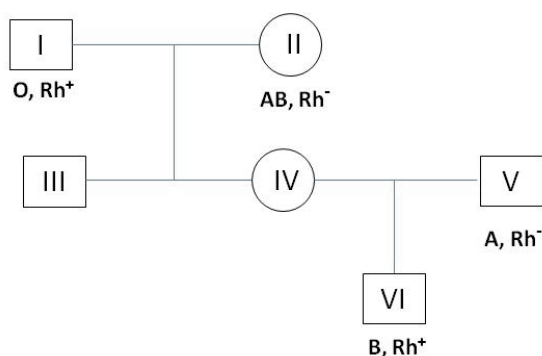 I
II
O, Rh⁺
AB, Rh⁻
III
IV
V
A, Rh⁻
VI
B, Rh⁺